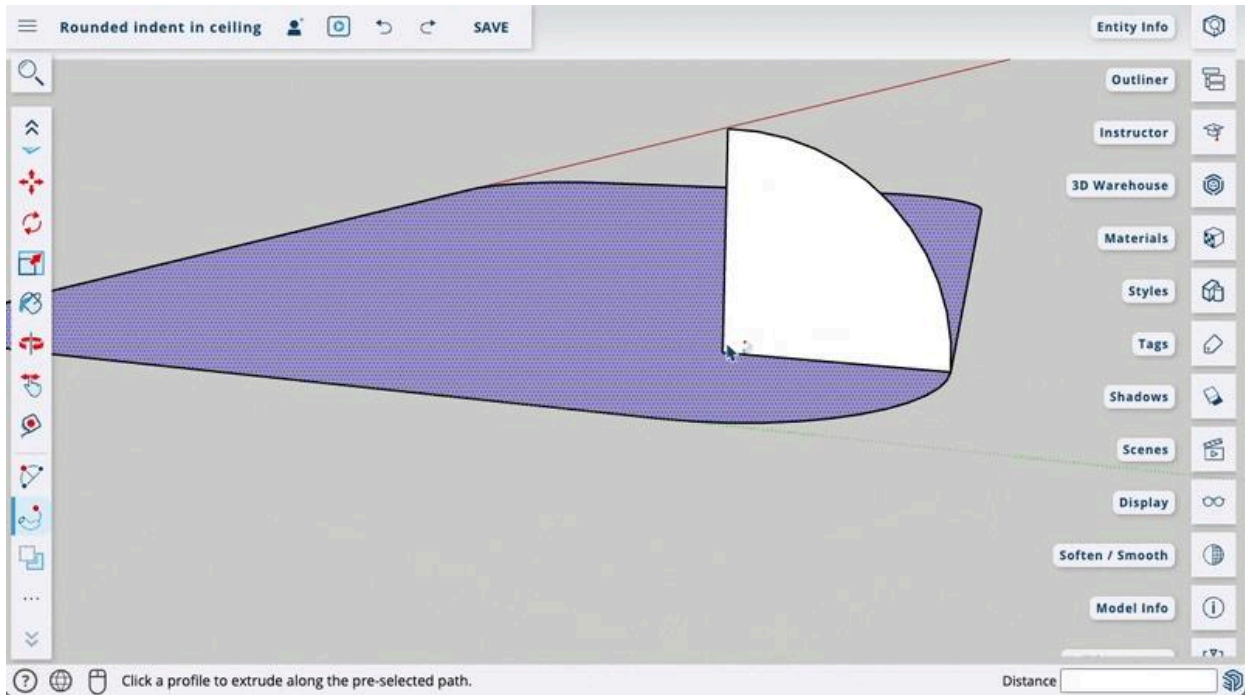 Rounded indent in ceiling
SAVE
Entity Info
Outliner
Instructor
3D Warehouse
Materials
Styles
Tags
Shadows
Scenes
Display
Soften / Smooth
Model Info
Click a profile to extrude along the pre-selected path.
Distance